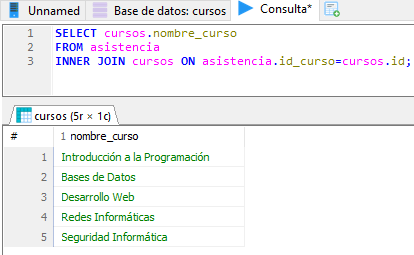 Unnamed Base de datos: cursos Consulta*
1 SELECT cursos.nombre_curso
2 FROM asistencia
3 INNER JOIN cursos ON asistencia.id_curso=cursos.id;
cursos (5r × 1c)
# 1 nombre_curso
1 Introducción a la Programación
2 Bases de Datos
3 Desarrollo Web
4 Redes Informáticas
5 Seguridad Informática